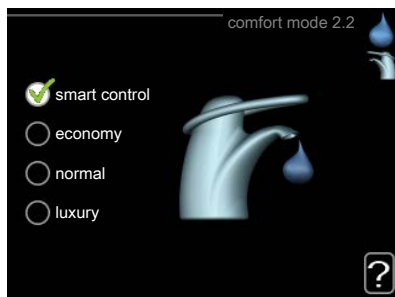 comfort mode 2.2
smart control
economy
normal
luxury
?